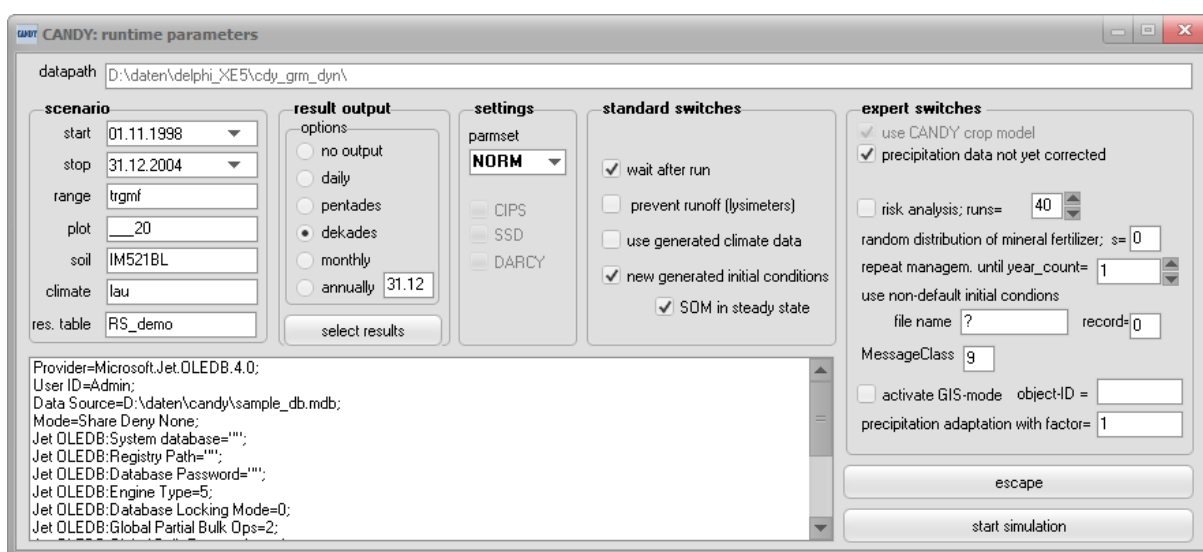 CANDY CANDY: runtime parameters
datapath D:\daten\delphi_XE5\cdy_grm_dyn\
scenario
start 01.11.1998
stop 31.12.2004
range trgmf
plot ___20
soil IM521BL
climate lau
res. table RS_demo
result output
options
no output
daily
pentades
dekades
monthly
annually 31.12
select results
settings
parmset
NORM
CIPS
SSD
DARCY
standard switches
wait after run
prevent runoff (lysimeters)
use generated climate data
new generated initial conditions
SOM in steady state
expert switches
use CANDY crop model
precipitation data not yet corrected
risk analysis; runs= 40
random distribution of mineral fertilizer; s= 0
repeat managem. until year_count= 1
use non-default initial condions
file name ? record= 0
MessageClass 9
activate GIS-mode object-ID =
precipitation adaptation with factor= 1
Provider=Microsoft.Jet.OLEDB.4.0;
User ID=Admin;
Data Source=D:\daten\candy\sample_db.mdb;
Mode=Share Deny None;
Jet OLEDB:System database="";
Jet OLEDB:Registry Path="";
Jet OLEDB:Database Password="";
Jet OLEDB:Engine Type=5;
Jet OLEDB:Database Locking Mode=0;
Jet OLEDB:Global Partial Bulk Ops=2;
escape
start simulation